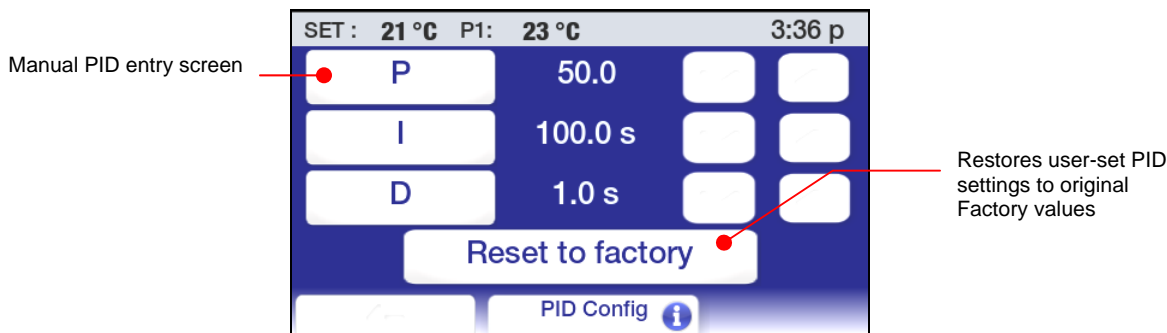 SET : 21 °C P1: 23 °C 3:36 p
Manual PID entry screen
P 50.0
I 100.0 s
D 1.0 s
Restores user-set PID
settings to original
Factory values
Reset to factory
PID Config i